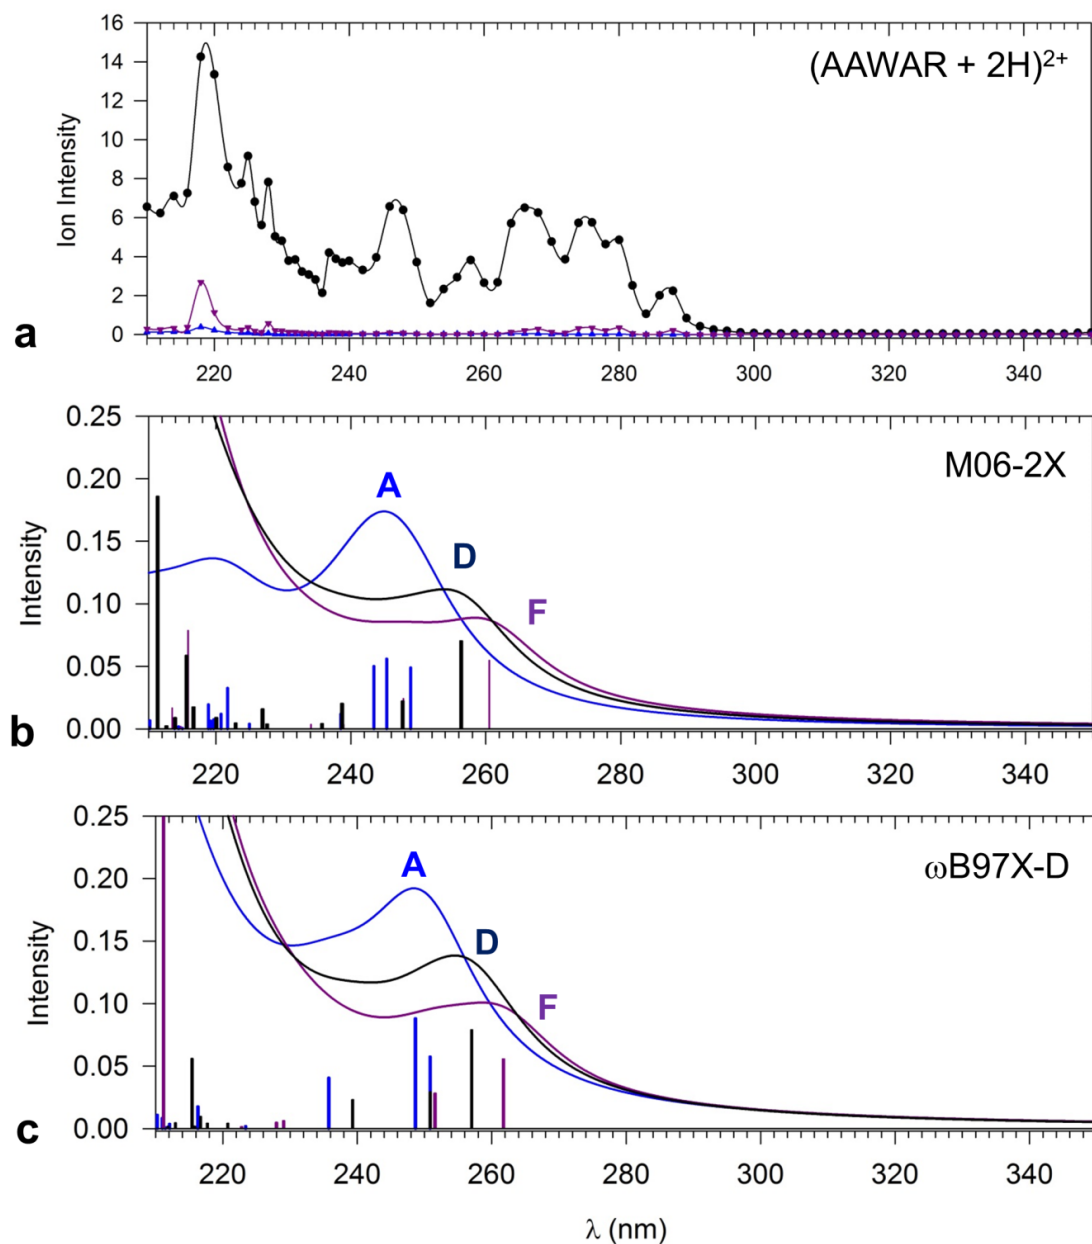 16
14
12
10
8
6
4
2
0
Ion Intensity
(AAWAR + 2H)²⁺
a
220 240 260 280 300 320 340
0.25
0.20
0.15
0.10
0.05
0.00
Intensity
M06-2X
A
D
F
b
220 240 260 280 300 320 340
0.25
0.20
0.15
0.10
0.05
0.00
Intensity
ωB97X-D
A
D
F
c
220 240 260 280 300 320 340
λ (nm)